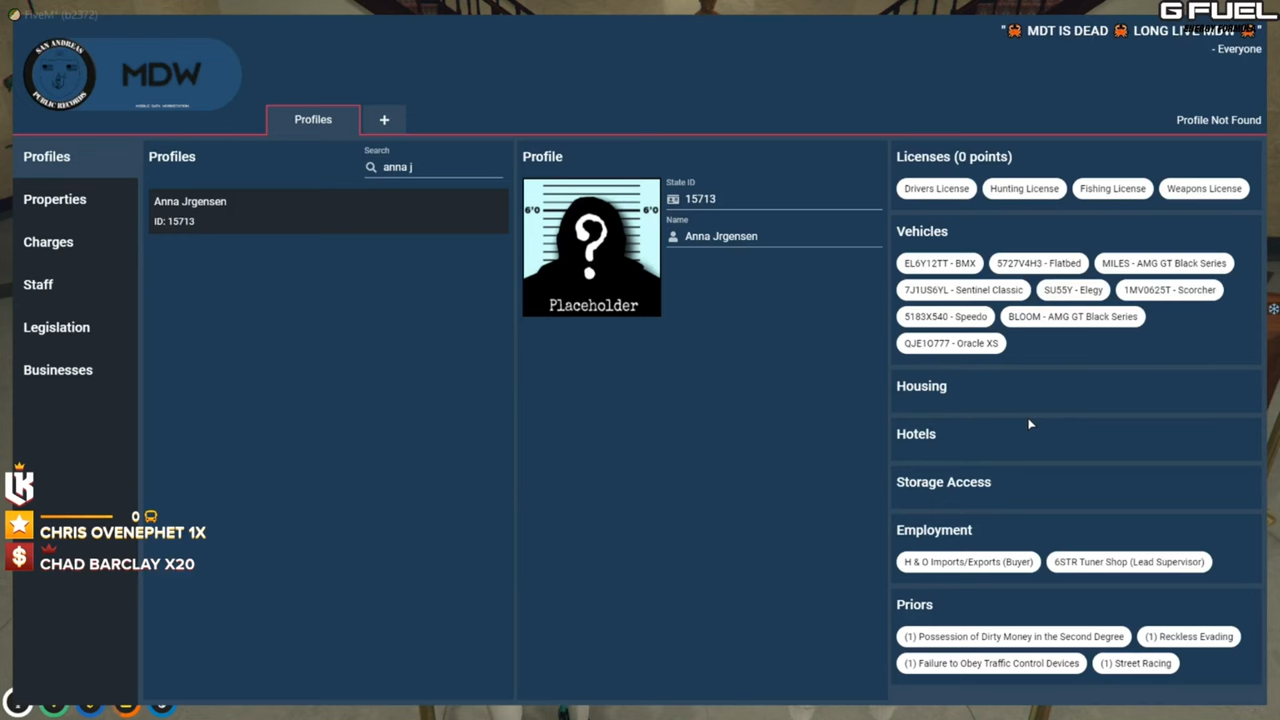 FiveM® (b2372)
G FUEL
" 🦀 MDT IS DEAD 🦀 LONG LIVE MDW 🦀 "
- Everyone
SAN ANDREAS
PUBLIC RECORDS
MDW
MOBILE DATA WORKSTATION
Profiles
+
Profile Not Found
Profiles
Properties
Charges
Staff
Legislation
Businesses
Profiles
Search
anna j
Anna Jrgensen
ID: 15713
Profile
6'0
6'0
?
Placeholder
State ID
15713
Name
Anna Jrgensen
Licenses (0 points)
Drivers License Hunting License Fishing License Weapons License
Vehicles
EL6Y12TT - BMX 5727V4H3 - Flatbed MILES - AMG GT Black Series
7J1US6YL - Sentinel Classic SU55Y - Elegy 1MV0625T - Scorcher
5183X540 - Speedo BLOOM - AMG GT Black Series
QJE1O777 - Oracle XS
Housing
Hotels
Storage Access
Employment
H & O Imports/Exports (Buyer) 6STR Tuner Shop (Lead Supervisor)
Priors
(1) Possession of Dirty Money in the Second Degree (1) Reckless Evading
(1) Failure to Obey Traffic Control Devices (1) Street Racing
LK
0
CHRIS OVENEPHET 1X
$
CHAD BARCLAY X20